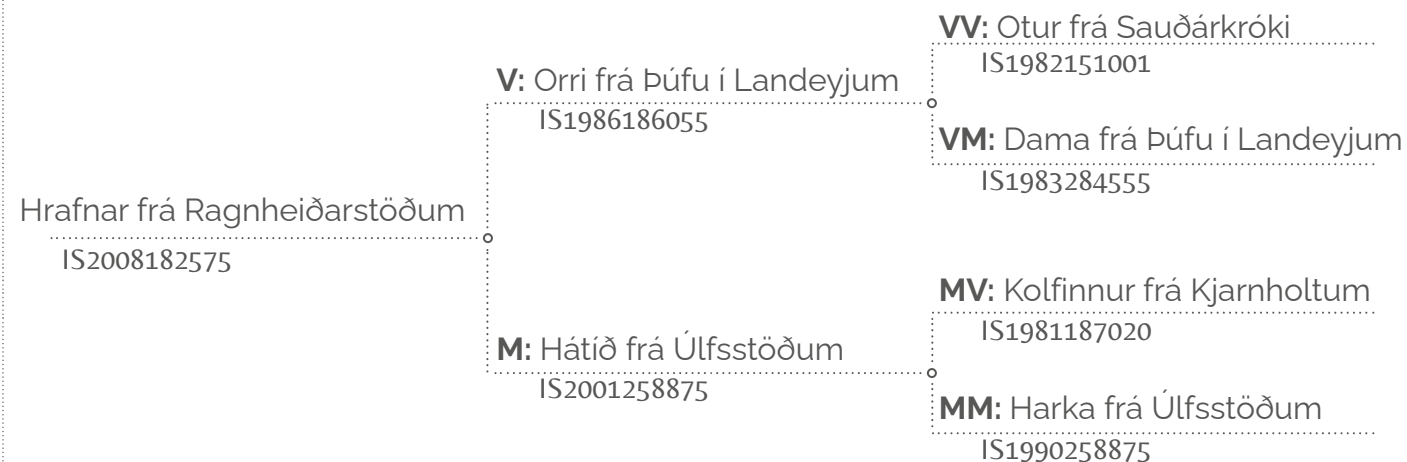 Hrafnar frá Ragnheiðarstöðum
IS2008182575
V: Orri frá Þúfu í Landeyjum
IS1986186055
M: Hátíð frá Úlfsstöðum
IS2001258875
VV: Otur frá Sauðárkróki
IS1982151001
VM: Dama frá Þúfu í Landeyjum
IS1983284555
MV: Kolfinnur frá Kjarnholtum
IS1981187020
MM: Harka frá Úlfsstöðum
IS1990258875